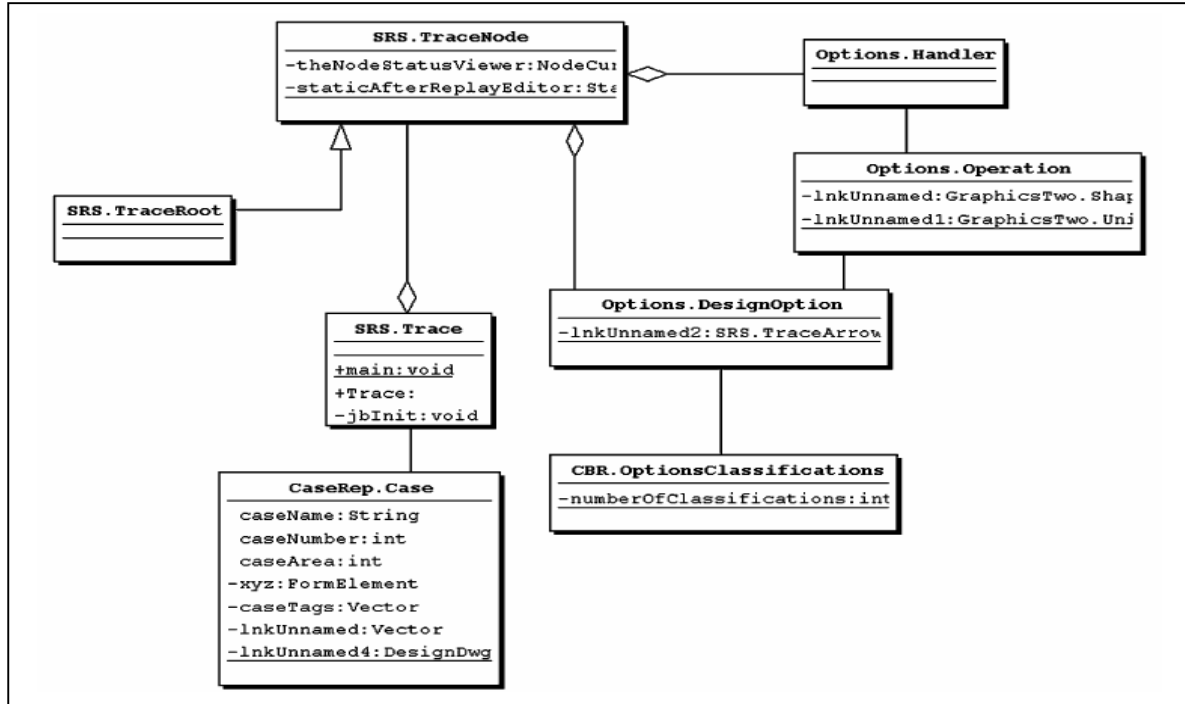 SRS.TraceNode
-theNodeStatusViewer:NodeCur
-staticAfterReplayEditor:Sta
Options.Handler
Options.Operation
-lnkUnnamed:GraphicsTwo.Shap
-lnkUnnamed1:GraphicsTwo.Uni
SRS.TraceRoot
Options.DesignOption
-lnkUnnamed2:SRS.TraceArrow
SRS.Trace
+main:void
+Trace:
-jbInit:void
CBR.OptionsClassifications
-numberOfClassifications:int
CaseRep.Case
caseName:String
caseNumber:int
caseArea:int
-xyz:FormElement
-caseTags:Vector
-lnkUnnamed:Vector
-lnkUnnamed4:DesignDwg